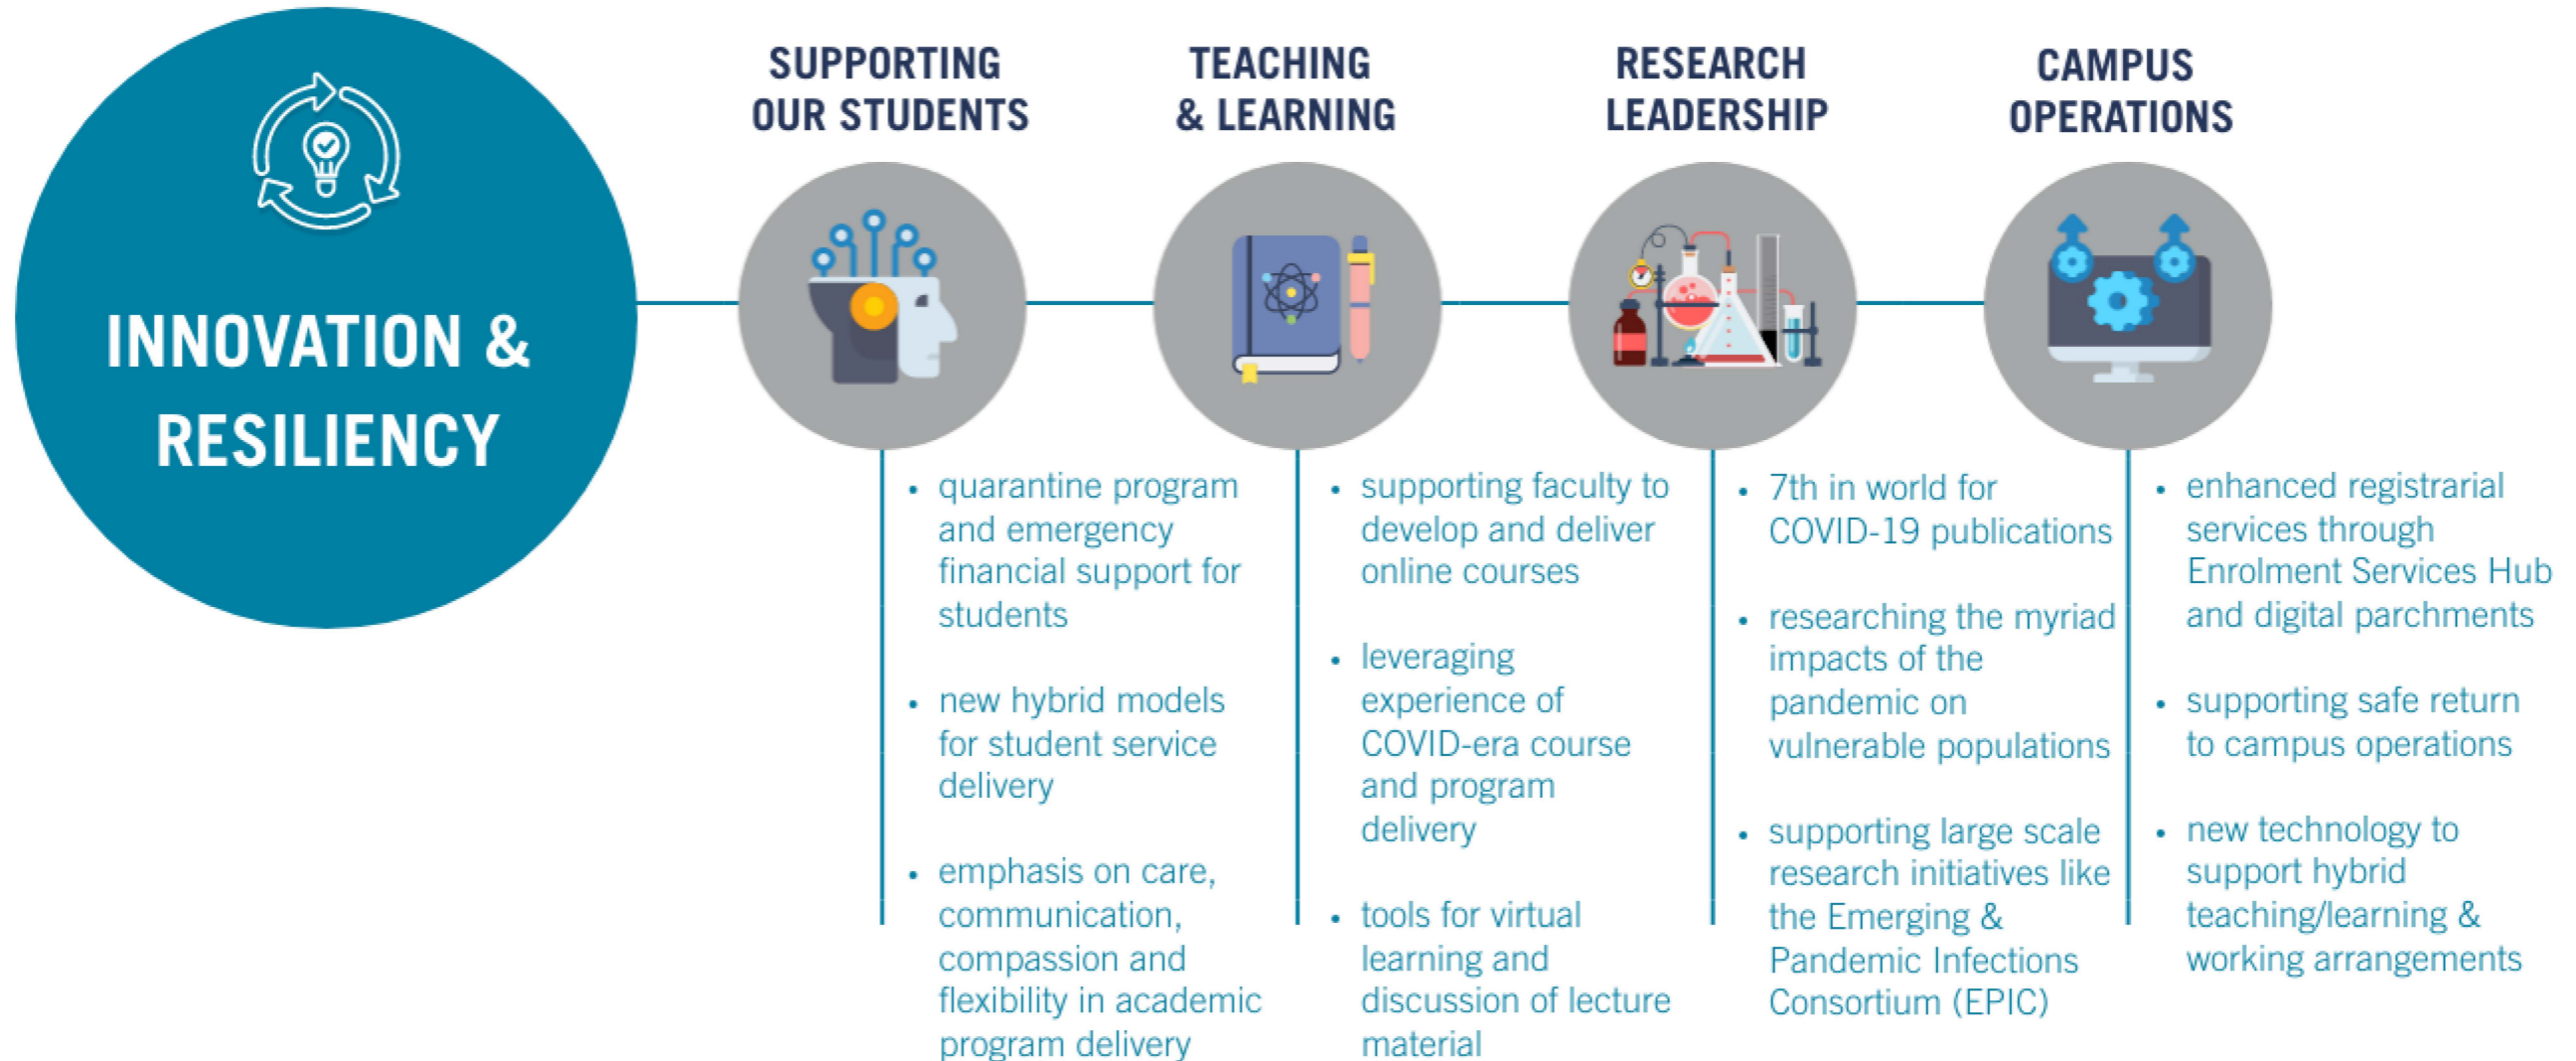 INNOVATION &
RESILIENCY
SUPPORTING
OUR STUDENTS
• quarantine program
and emergency
financial support for
students
• new hybrid models
for student service
delivery
• emphasis on care,
communication,
compassion and
flexibility in academic
program delivery
TEACHING
& LEARNING
• supporting faculty to
develop and deliver
online courses
• leveraging
experience of
COVID-era course
and program
delivery
• tools for virtual
learning and
discussion of lecture
material
RESEARCH
LEADERSHIP
• 7th in world for
COVID-19 publications
• researching the myriad
impacts of the
pandemic on
vulnerable populations
• supporting large scale
research initiatives like
the Emerging &
Pandemic Infections
Consortium (EPIC)
CAMPUS
OPERATIONS
• enhanced registrarial
services through
Enrolment Services Hub
and digital parchments
• supporting safe return
to campus operations
• new technology to
support hybrid
teaching/learning &
working arrangements